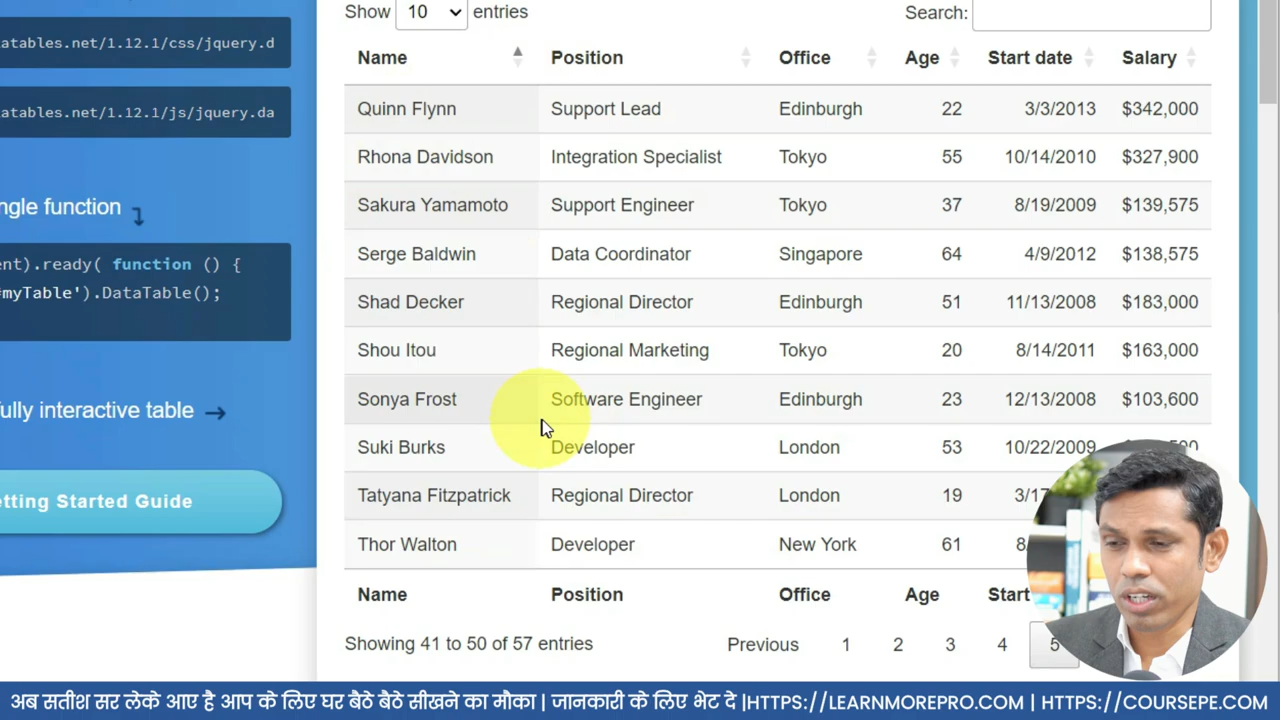 Show 10 entries Search:
atables.net/1.12.1/css/jquery.d
Name Position Office Age Start date Salary
atables.net/1.12.1/js/jquery.da
Quinn Flynn Support Lead Edinburgh 22 3/3/2013 $342,000
Rhona Davidson Integration Specialist Tokyo 55 10/14/2010 $327,900
ngle function
Sakura Yamamoto Support Engineer Tokyo 37 8/19/2009 $139,575
ent).ready( function () {
Serge Baldwin Data Coordinator Singapore 64 4/9/2012 $138,575
#myTable').DataTable();
Shad Decker Regional Director Edinburgh 51 11/13/2008 $183,000
Shou Itou Regional Marketing Tokyo 20 8/14/2011 $163,000
ully interactive table
Sonya Frost Software Engineer Edinburgh 23 12/13/2008 $103,600
Suki Burks Developer London 53 10/22/2009
etting Started Guide
Tatyana Fitzpatrick Regional Director London 19 3/17
Thor Walton Developer New York 61 8/
Name Position Office Age Start
Showing 41 to 50 of 57 entries Previous 1 2 3 4 5
अब सतीश सर लेके आए है आप के लिए घर बैठे बैठे सीखने का मौका | जानकारी के लिए भेट दे |HTTPS://LEARNMOREPRO.COM | HTTPS://COURSEPE.COM